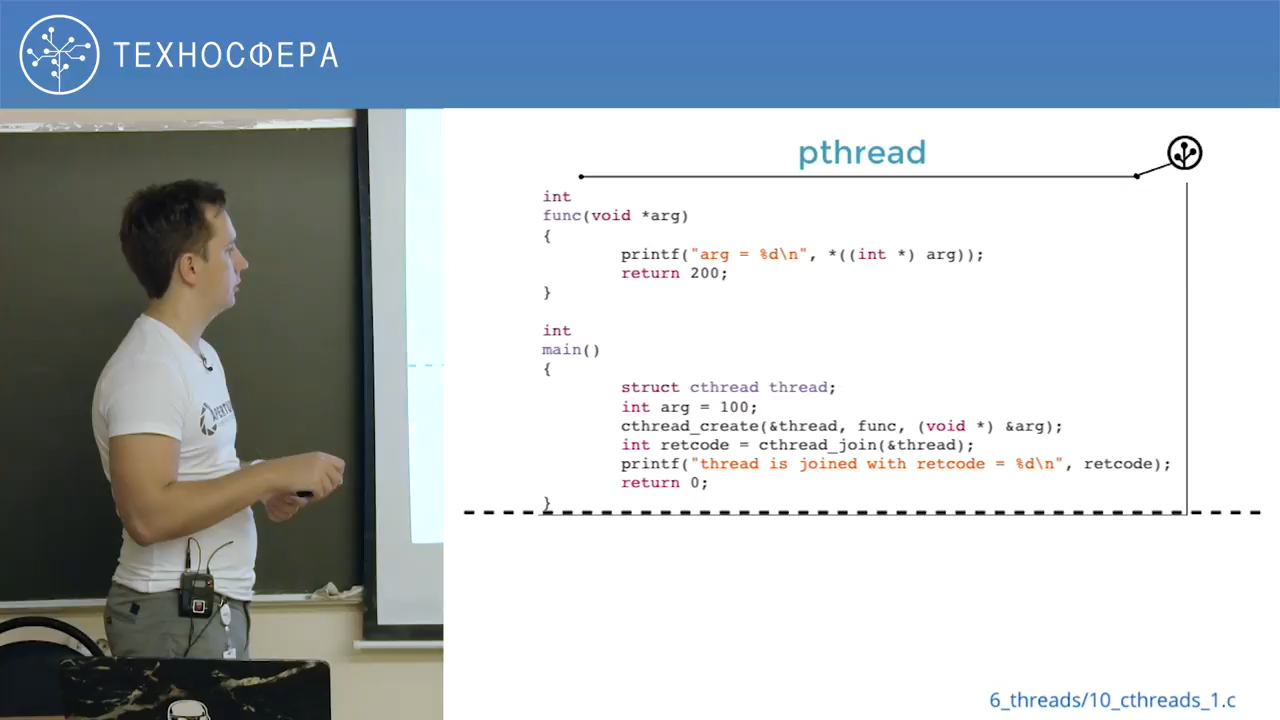 ТЕХНОСФЕРА
pthread
int
func(void *arg)
{
printf("arg = %d\n", *((int *) arg));
return 200;
}
int
main()
{
struct cthread thread;
int arg = 100;
cthread_create(&thread, func, (void *) &arg);
int retcode = cthread_join(&thread);
printf("thread is joined with retcode = %d\n", retcode);
return 0;
}
6_threads/10_cthreads_1.c